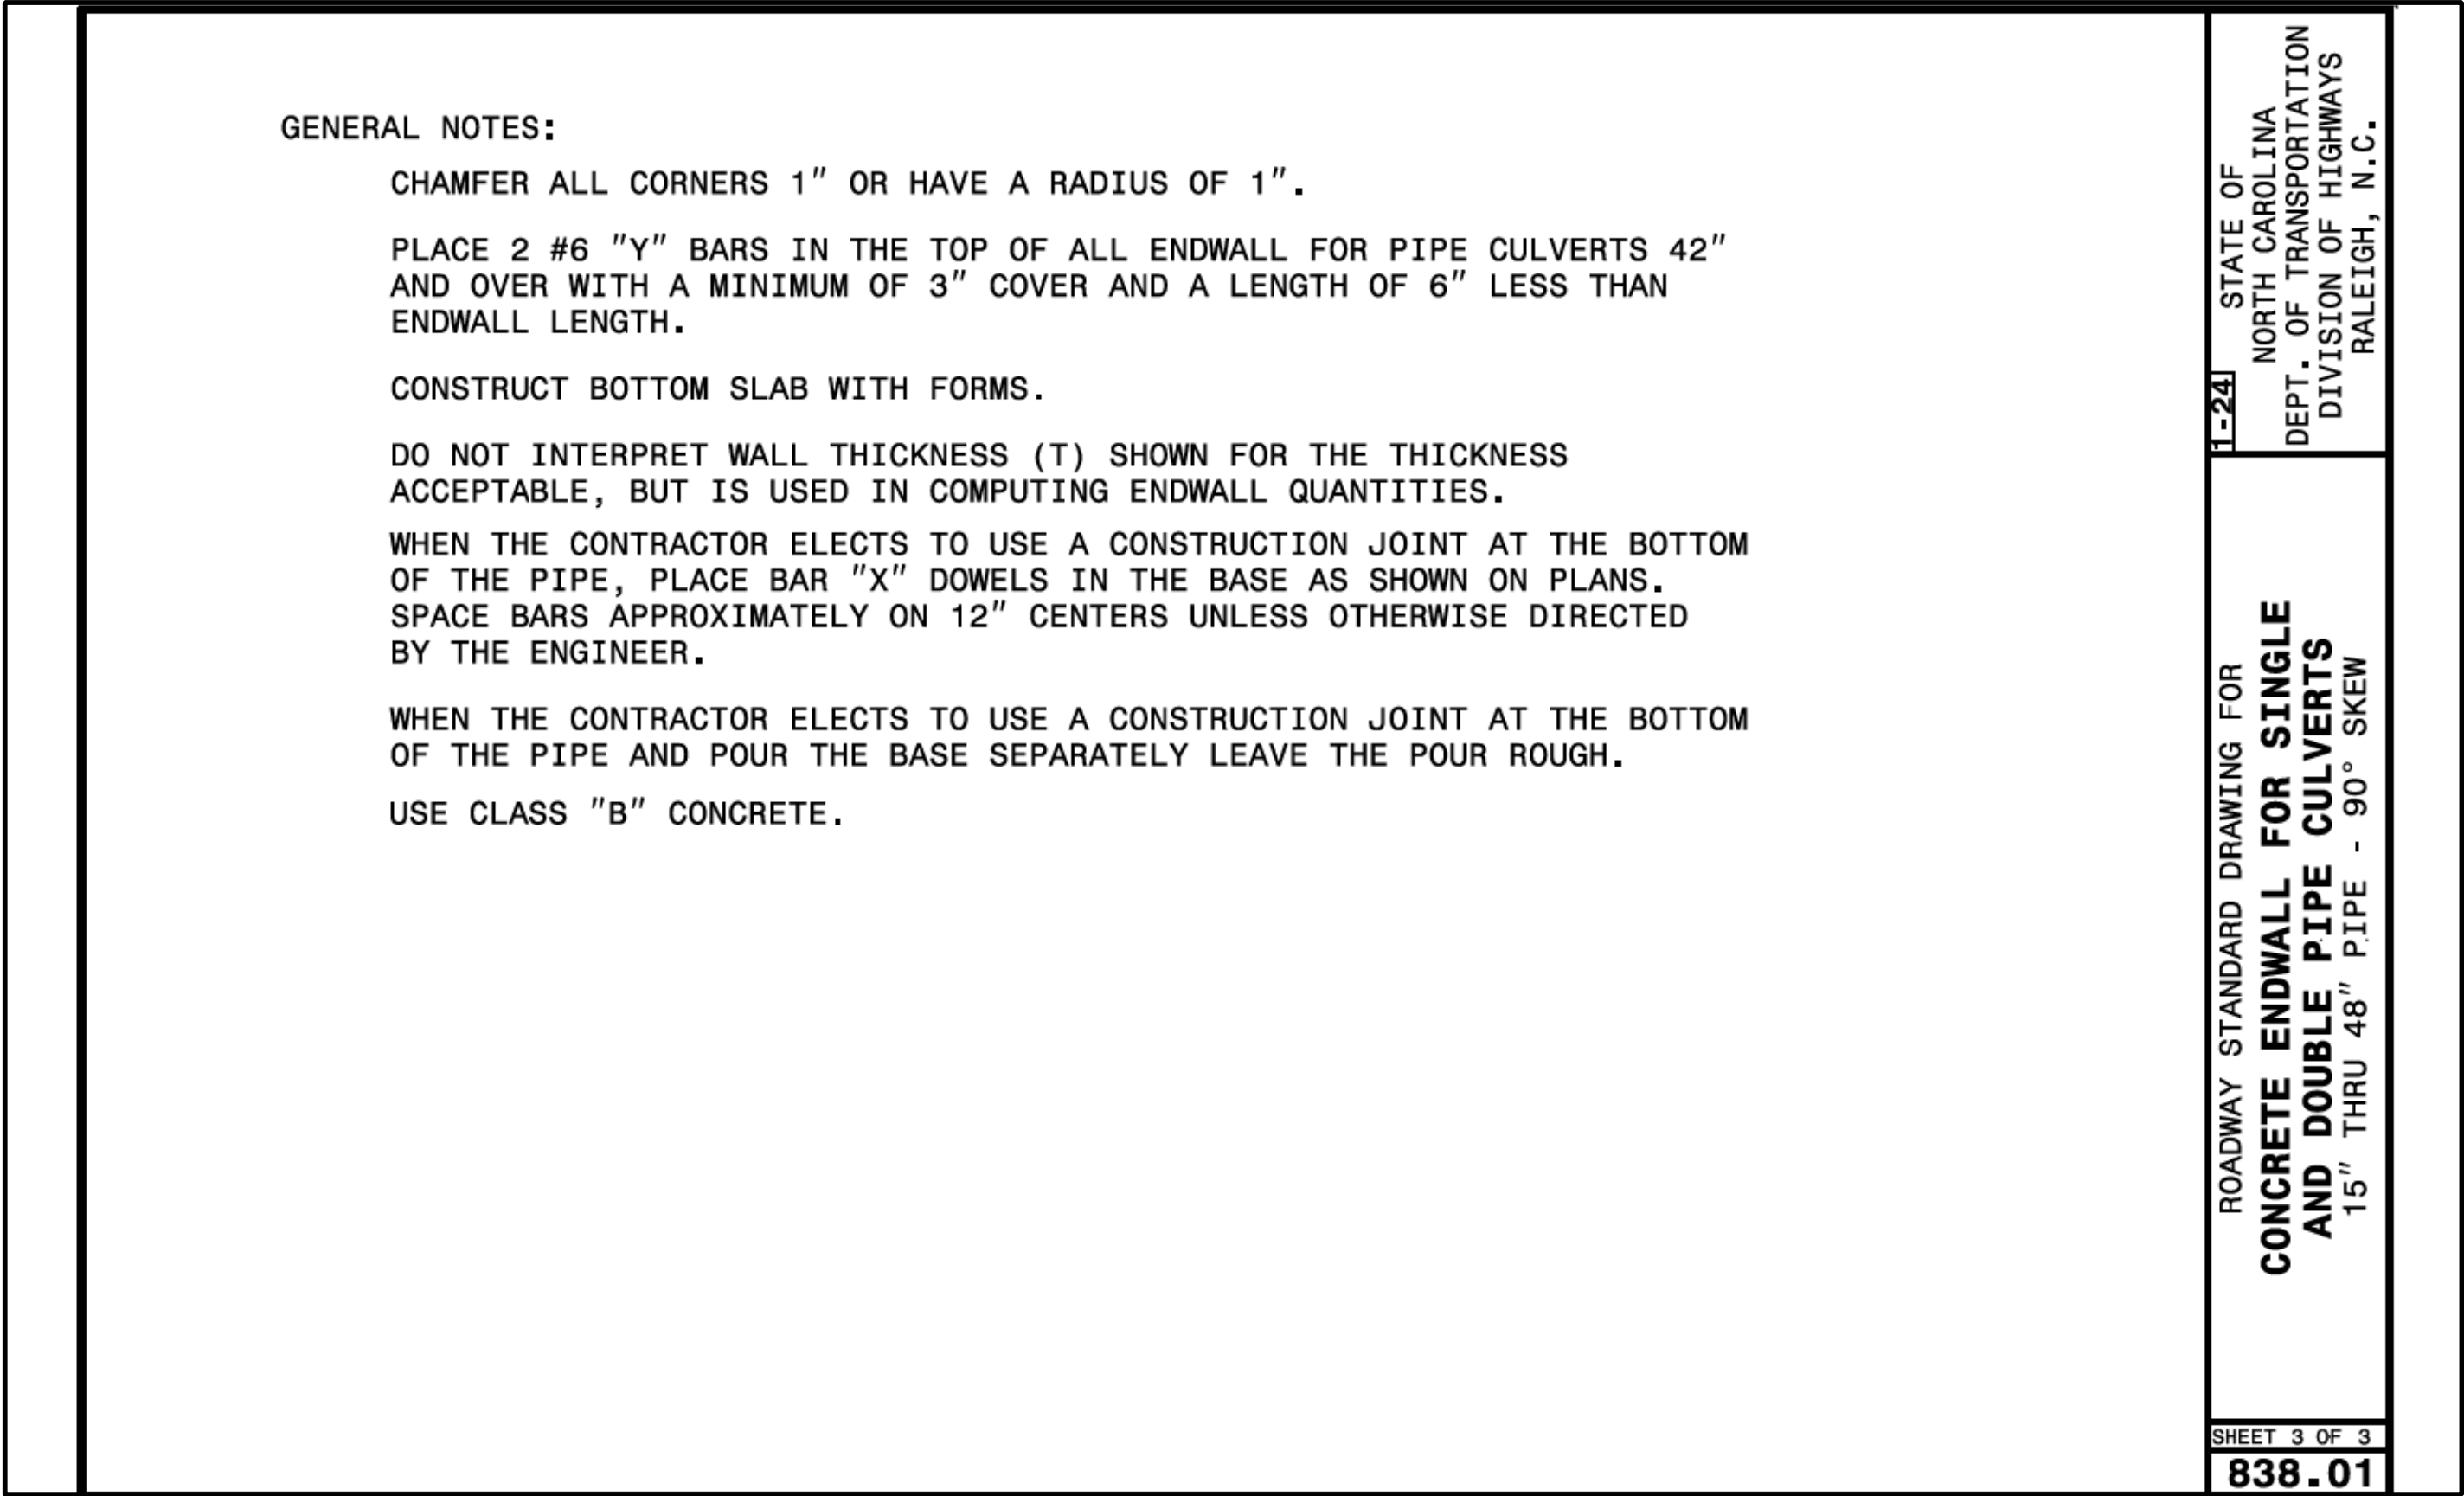 GENERAL NOTES:
CHAMFER ALL CORNERS 1" OR HAVE A RADIUS OF 1".
PLACE 2 #6 "Y" BARS IN THE TOP OF ALL ENDWALL FOR PIPE CULVERTS 42"
AND OVER WITH A MINIMUM OF 3" COVER AND A LENGTH OF 6" LESS THAN
ENDWALL LENGTH.
CONSTRUCT BOTTOM SLAB WITH FORMS.
DO NOT INTERPRET WALL THICKNESS (T) SHOWN FOR THE THICKNESS
ACCEPTABLE, BUT IS USED IN COMPUTING ENDWALL QUANTITIES.
WHEN THE CONTRACTOR ELECTS TO USE A CONSTRUCTION JOINT AT THE BOTTOM
OF THE PIPE, PLACE BAR "X" DOWELS IN THE BASE AS SHOWN ON PLANS.
SPACE BARS APPROXIMATELY ON 12" CENTERS UNLESS OTHERWISE DIRECTED
BY THE ENGINEER.
WHEN THE CONTRACTOR ELECTS TO USE A CONSTRUCTION JOINT AT THE BOTTOM
OF THE PIPE AND POUR THE BASE SEPARATELY LEAVE THE POUR ROUGH.
USE CLASS "B" CONCRETE.
STATE OF
NORTH CAROLINA
DEPT. OF TRANSPORTATION
DIVISION OF HIGHWAYS
RALEIGH, N.C.
1-24
ROADWAY STANDARD DRAWING FOR
CONCRETE ENDWALL FOR SINGLE
AND DOUBLE PIPE CULVERTS
15" THRU 48" PIPE - 90° SKEW
SHEET 3 OF 3
838.01